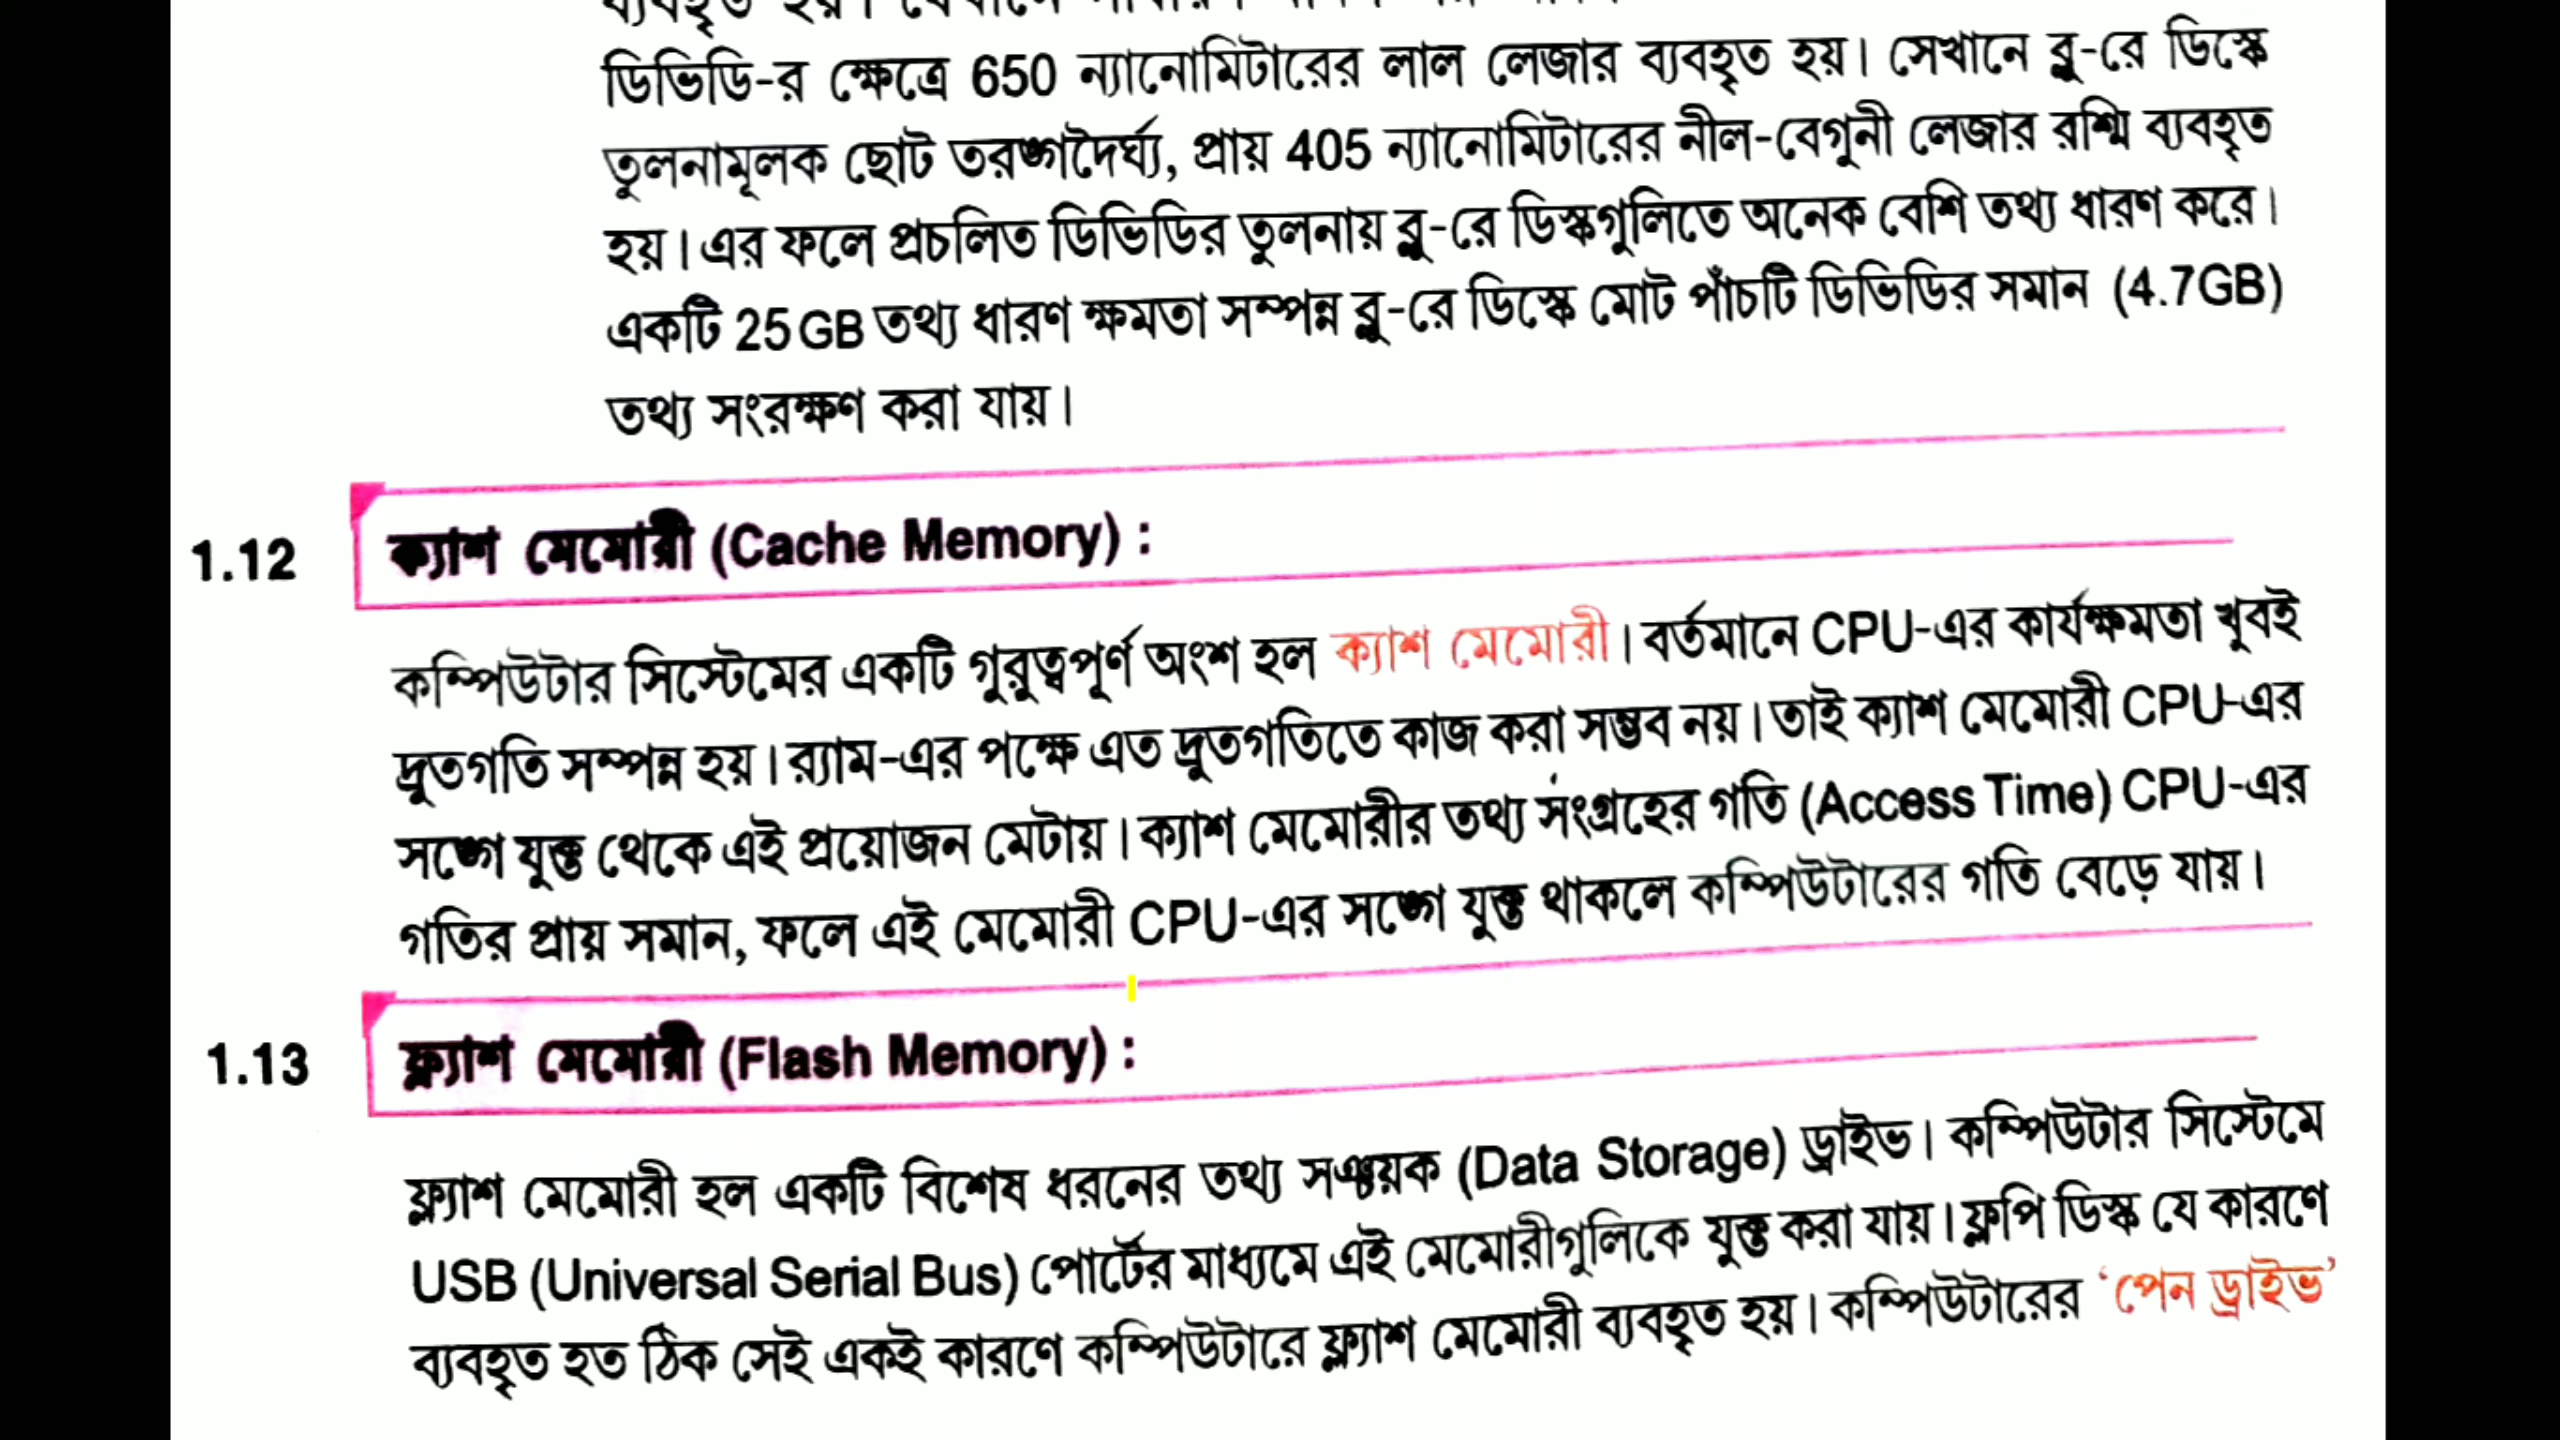 ডিভিডি-র ক্ষেত্রে 650 ন্যানোমিটারের লাল লেজার ব্যবহৃত হয়। সেখানে ব্লু-রে ডিস্কে
তুলনামূলক ছোট তরঙ্গদৈর্ঘ্য, প্রায় 405 ন্যানোমিটারের নীল-বেগুনী লেজার রশ্মি ব্যবহৃত
হয়। এর ফলে প্রচলিত ডিভিডির তুলনায় ব্লু-রে ডিস্কগুলিতে অনেক বেশি তথ্য ধারণ করে।
একটি 25GB তথ্য ধারণ ক্ষমতা সম্পন্ন ব্লু-রে ডিস্কে মোট পাঁচটি ডিভিডির সমান (4.7GB)
তথ্য সংরক্ষণ করা যায়।
1.12 ক্যাশ মেমোরী (Cache Memory) :
কম্পিউটার সিস্টেমের একটি গুরুত্বপূর্ণ অংশ হল ক্যাশ মেমোরী। বর্তমানে CPU-এর কার্যক্ষমতা খুবই
দ্রুতগতি সম্পন্ন হয়। র‍্যাম-এর পক্ষে এত দ্রুতগতিতে কাজ করা সম্ভব নয়। তাই ক্যাশ মেমোরী CPU-এর
সঙ্গে যুক্ত থেকে এই প্রয়োজন মেটায়। ক্যাশ মেমোরীর তথ্য সংগ্রহের গতি (Access Time) CPU-এর
গতির প্রায় সমান, ফলে এই মেমোরী CPU-এর সঙ্গে যুক্ত থাকলে কম্পিউটারের গতি বেড়ে যায়।
1.13 ফ্ল্যাশ মেমোরী (Flash Memory) :
ফ্ল্যাশ মেমোরী হল একটি বিশেষ ধরনের তথ্য সঞ্চয়ক (Data Storage) ড্রাইভ। কম্পিউটার সিস্টেমে
USB (Universal Serial Bus) পোর্টের মাধ্যমে এই মেমোরীগুলিকে যুক্ত করা যায়। ফ্লপি ডিস্ক যে কারণে
ব্যবহৃত হত ঠিক সেই একই কারণে কম্পিউটারে ফ্ল্যাশ মেমোরী ব্যবহৃত হয়। কম্পিউটারের ‘পেন ড্রাইভ’